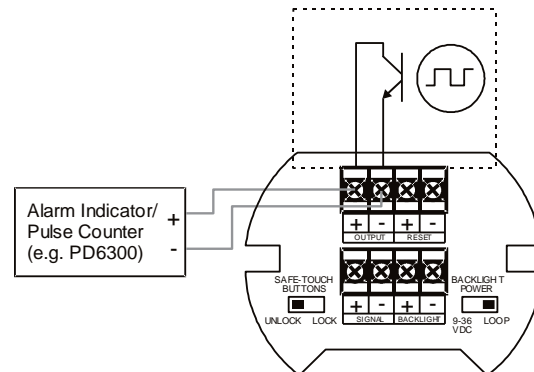 Alarm Indicator/
Pulse Counter
(e.g. PD6300)
+
-
+ - + -
OUTPUT RESET
SAFE-TOUCH
BUTTONS
UNLOCK LOCK
+ - + -
SIGNAL BACKLIGHT
BACKLIGHT
POWER
9-36
VDC
LOOP